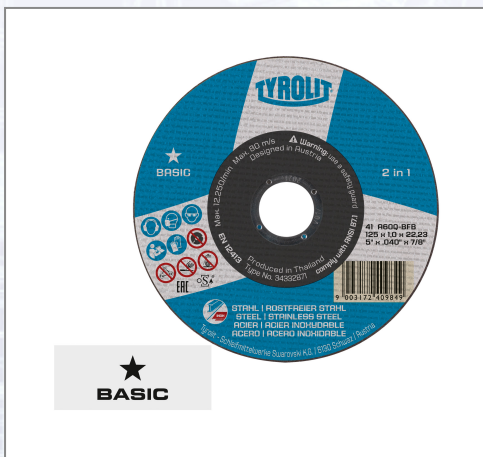 TYROLIT
BASIC
2 in 1
Max. 12.250/min Max. 80 m/s
Designed in Austria
Warning: use a safety guard
comply with ANSI B7.1
EN 12413
Produced in Thailand
Type No. 34332871
41 A60Q-BFB
125 x 1,0 x 22,23
5" x .040" x 7/8"
9 003172 409849
EAC
oSa
STAHL | ROSTFREIER STAHL
STEEL | STAINLESS STEEL
ACIER | ACIER INOXYDABLE
ACERO | ACERO INOXIDABLE
Tyrolit - Schleifmittelwerke Swarovski K.G. | 6130 Schwaz | Austria
BASIC